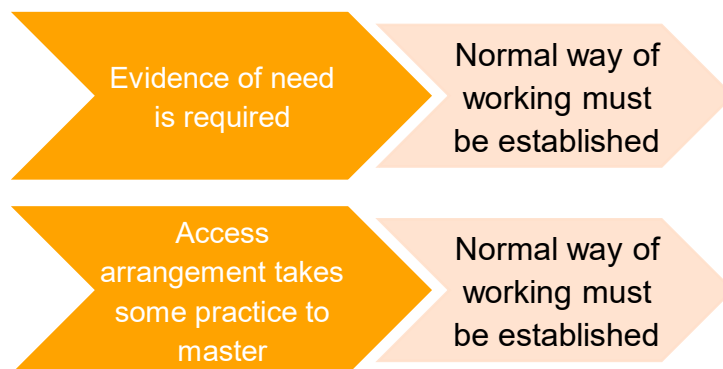 Evidence of need
is required
Normal way of
working must
be established
Access
arrangement takes
some practice to
master
Normal way of
working must
be established